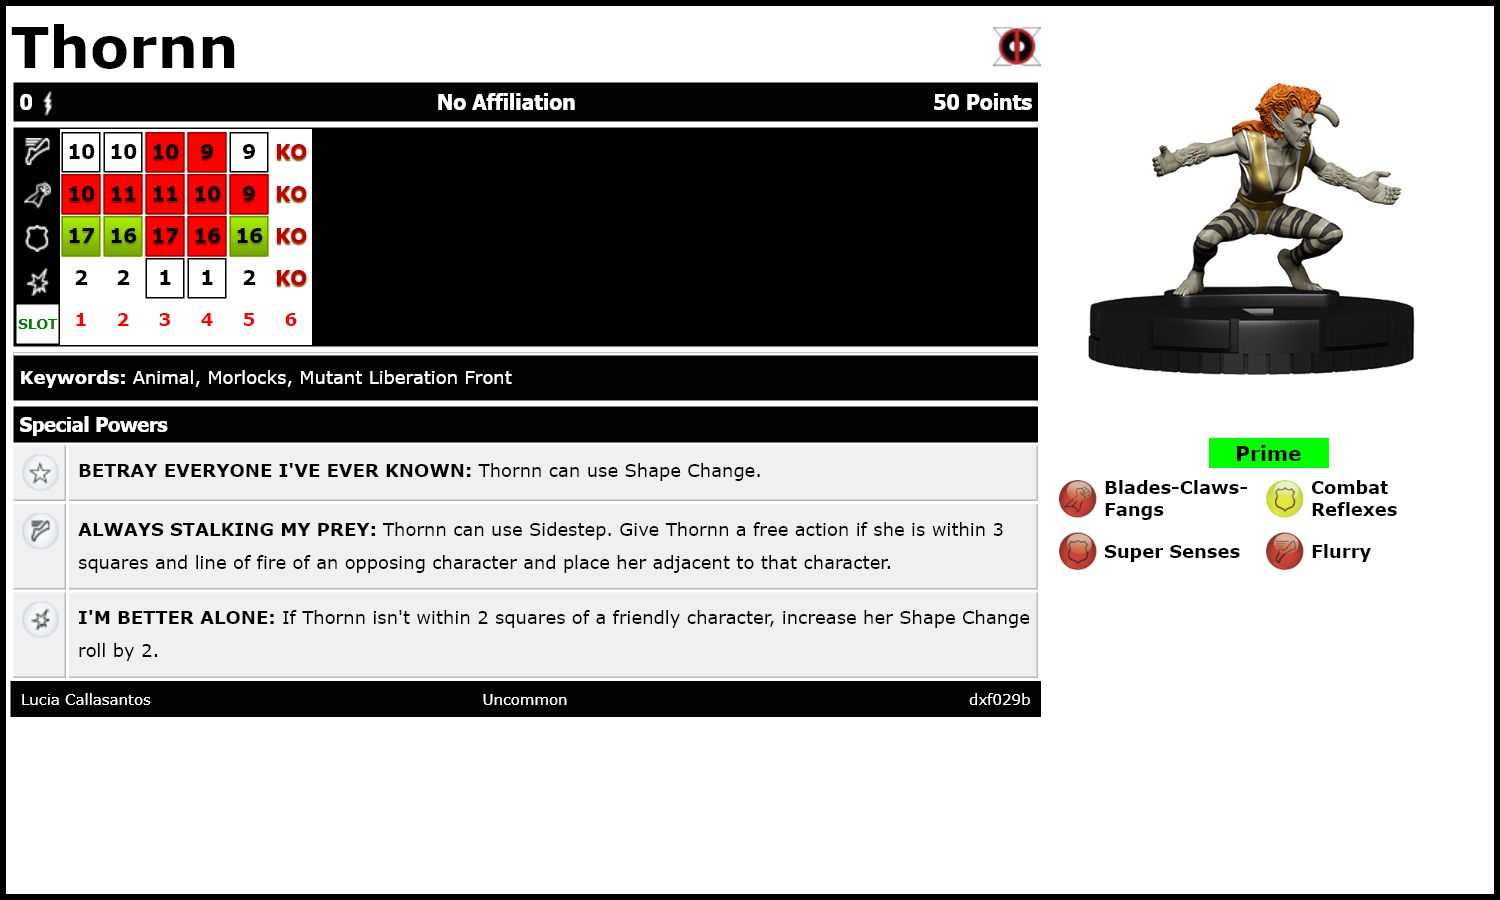 Thornn
0 No Affiliation 50 Points
10 10 10 9 9 KO
10 11 11 10 9 KO
17 16 17 16 16 KO
2 2 1 1 2 KO
SLOT 1 2 3 4 5 6
Keywords: Animal, Morlocks, Mutant Liberation Front
Special Powers
BETRAY EVERYONE I'VE EVER KNOWN: Thornn can use Shape Change.
ALWAYS STALKING MY PREY: Thornn can use Sidestep. Give Thornn a free action if she is within 3
squares and line of fire of an opposing character and place her adjacent to that character.
I'M BETTER ALONE: If Thornn isn't within 2 squares of a friendly character, increase her Shape Change
roll by 2.
Lucia Callasantos Uncommon dxf029b
Prime
Blades-Claws-
Fangs
Combat
Reflexes
Super Senses
Flurry